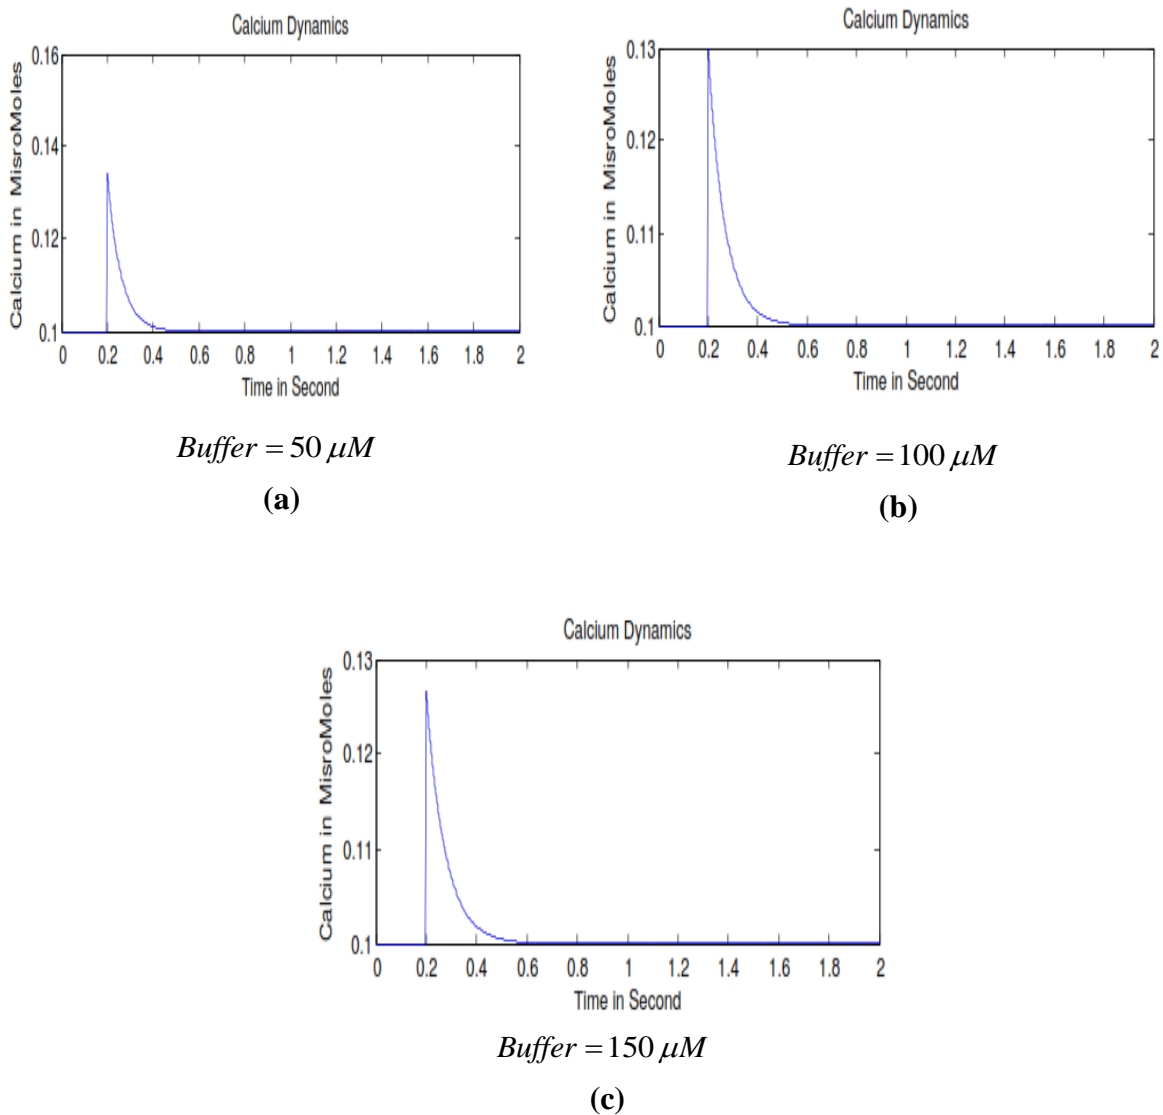 Calcium Dynamics
Calcium in MisroMoles
0.16
0.14
0.12
0.1
0 0.2 0.4 0.6 0.8 1 1.2 1.4 1.6 1.8 2
Time in Second
Buffer = 50 μM
(a)
Calcium Dynamics
Calcium in MisroMoles
0.13
0.12
0.11
0.1
0 0.2 0.4 0.6 0.8 1 1.2 1.4 1.6 1.8 2
Time in Second
Buffer = 100 μM
(b)
Calcium Dynamics
Calcium in MisroMoles
0.13
0.12
0.11
0.1
0 0.2 0.4 0.6 0.8 1 1.2 1.4 1.6 1.8 2
Time in Second
Buffer = 150 μM
(c)